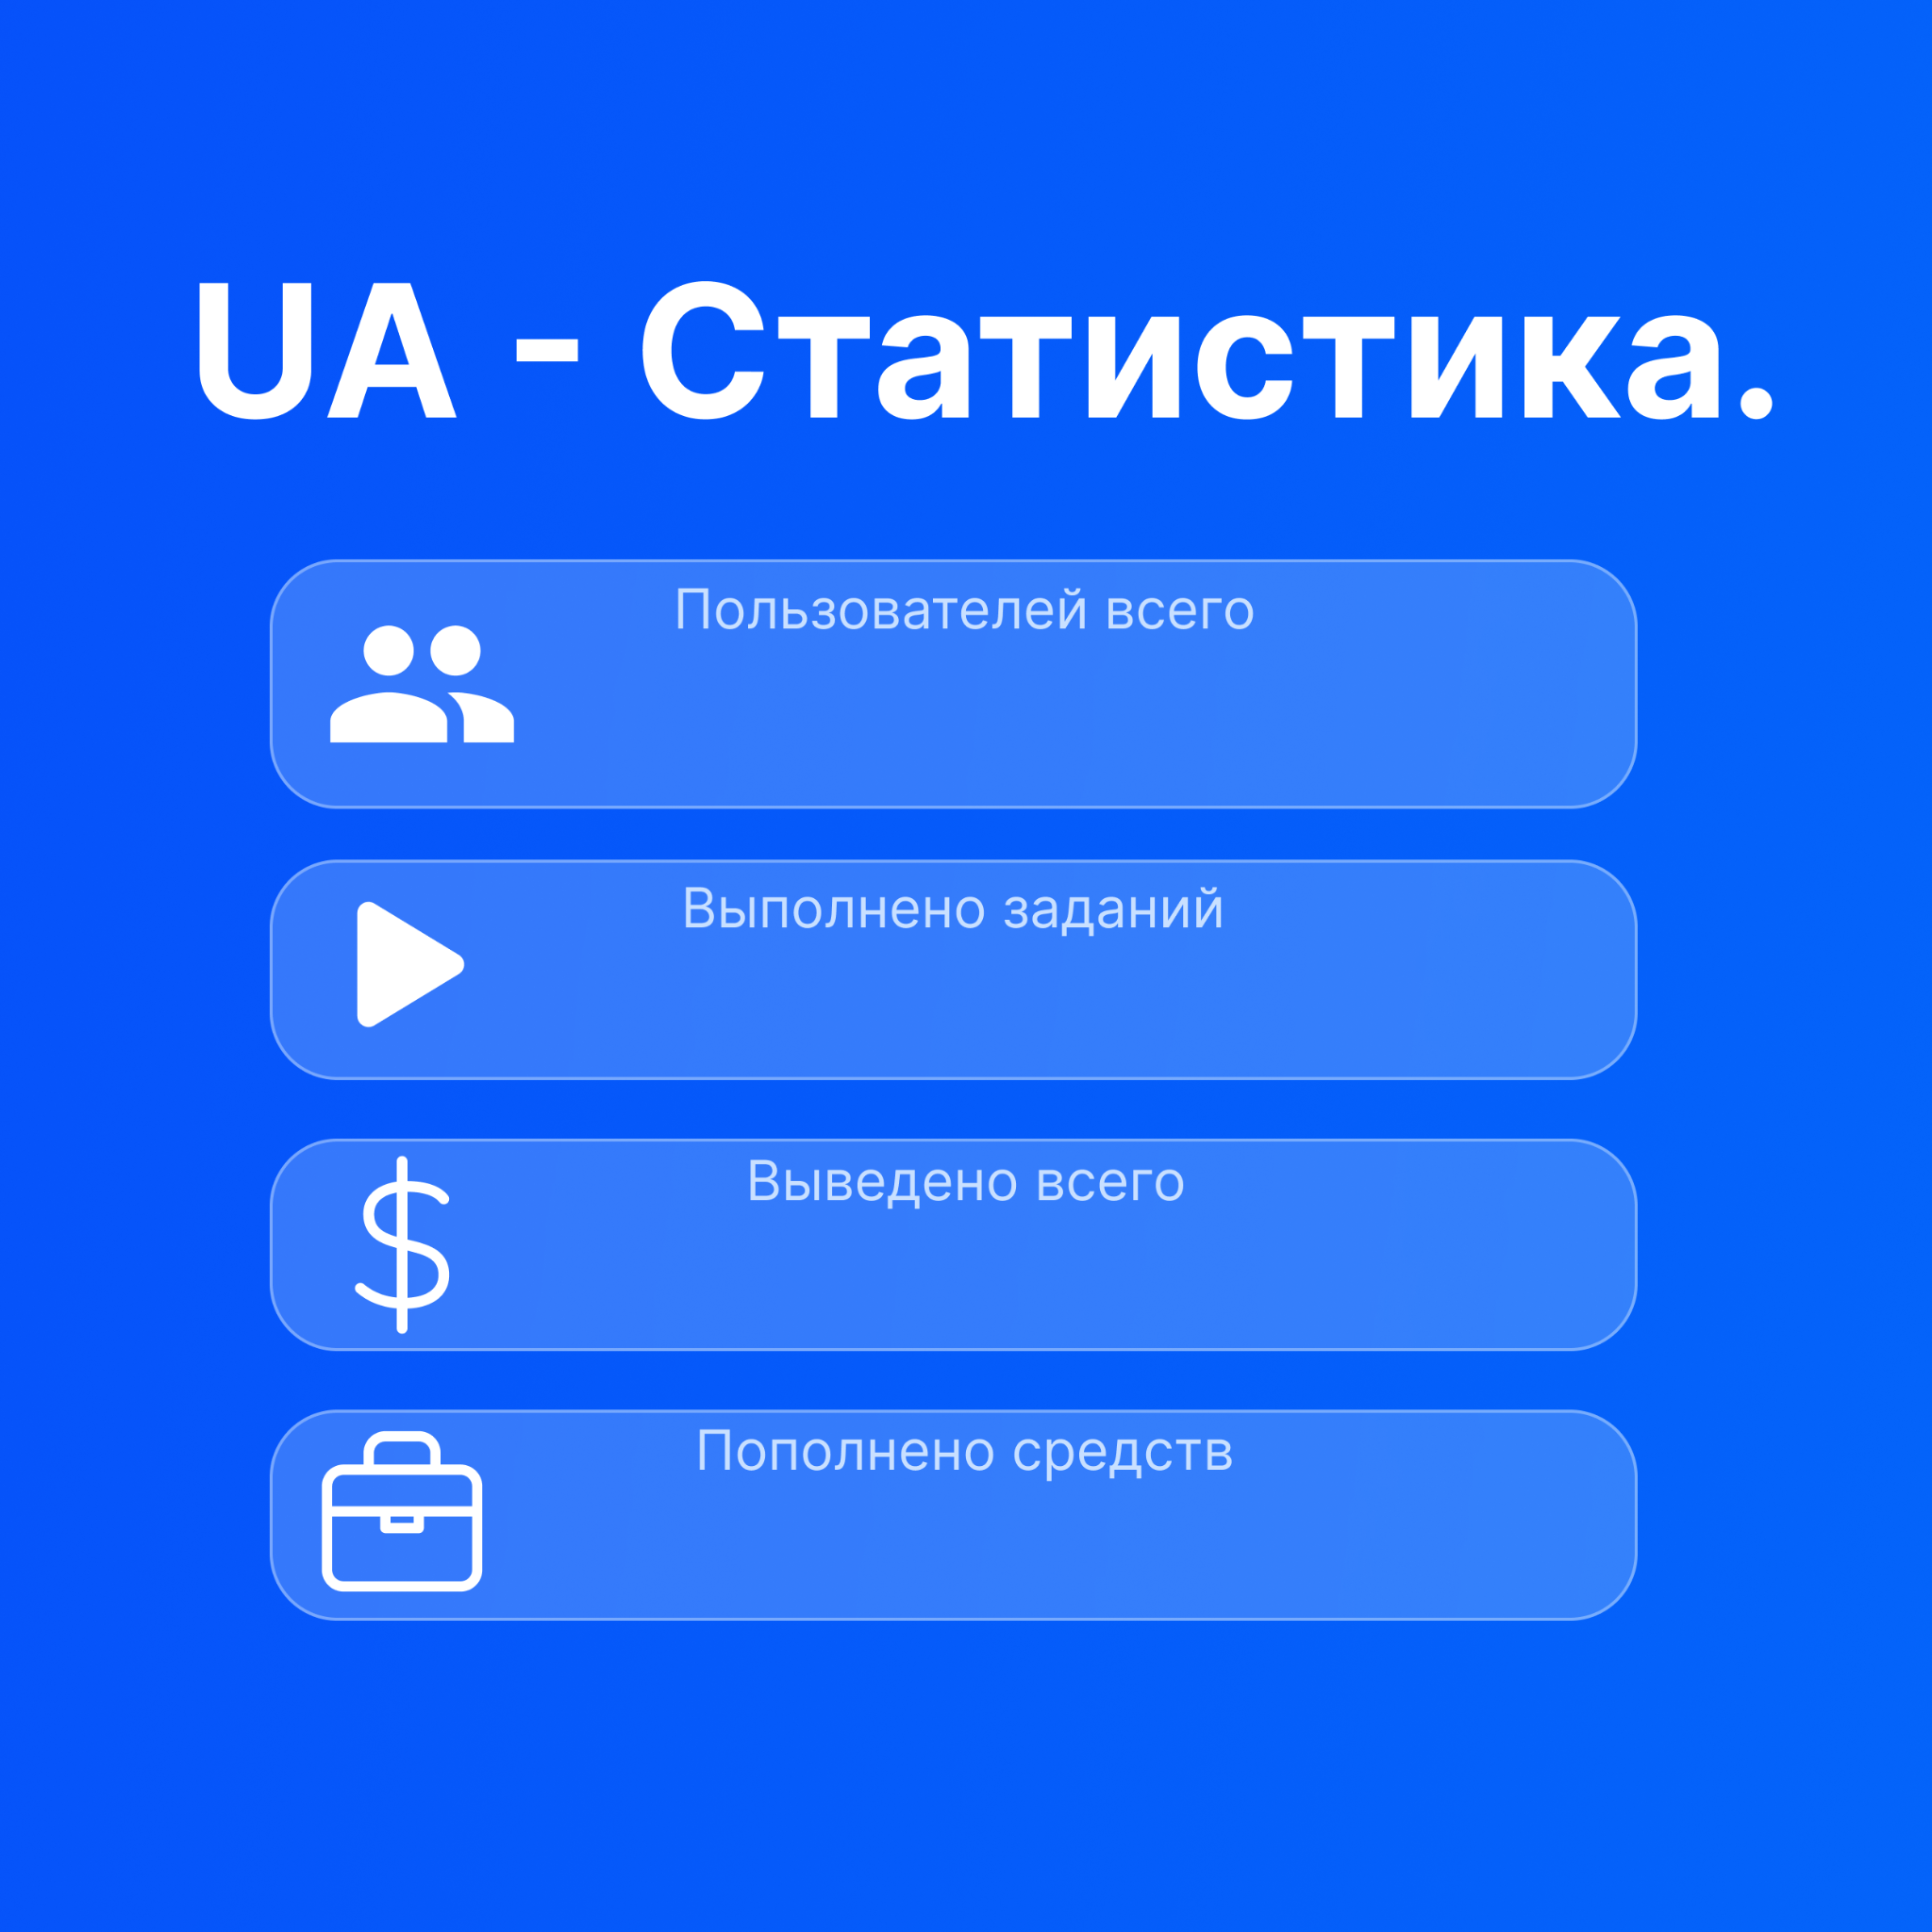 UA - Статистика.
Пользователей всего
Выполнено заданий
Выведено всего
Пополнено средств